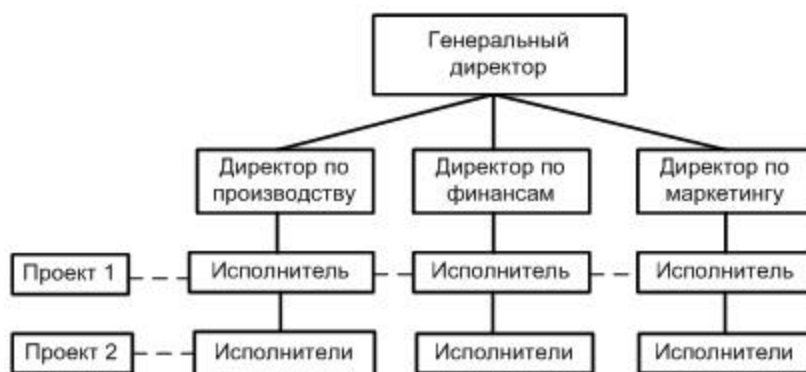 Генеральный
директор
Директор по
производству
Директор по
финансам
Директор по
маркетингу
Проект 1
Исполнитель
Исполнитель
Исполнитель
Проект 2
Исполнители
Исполнители
Исполнители